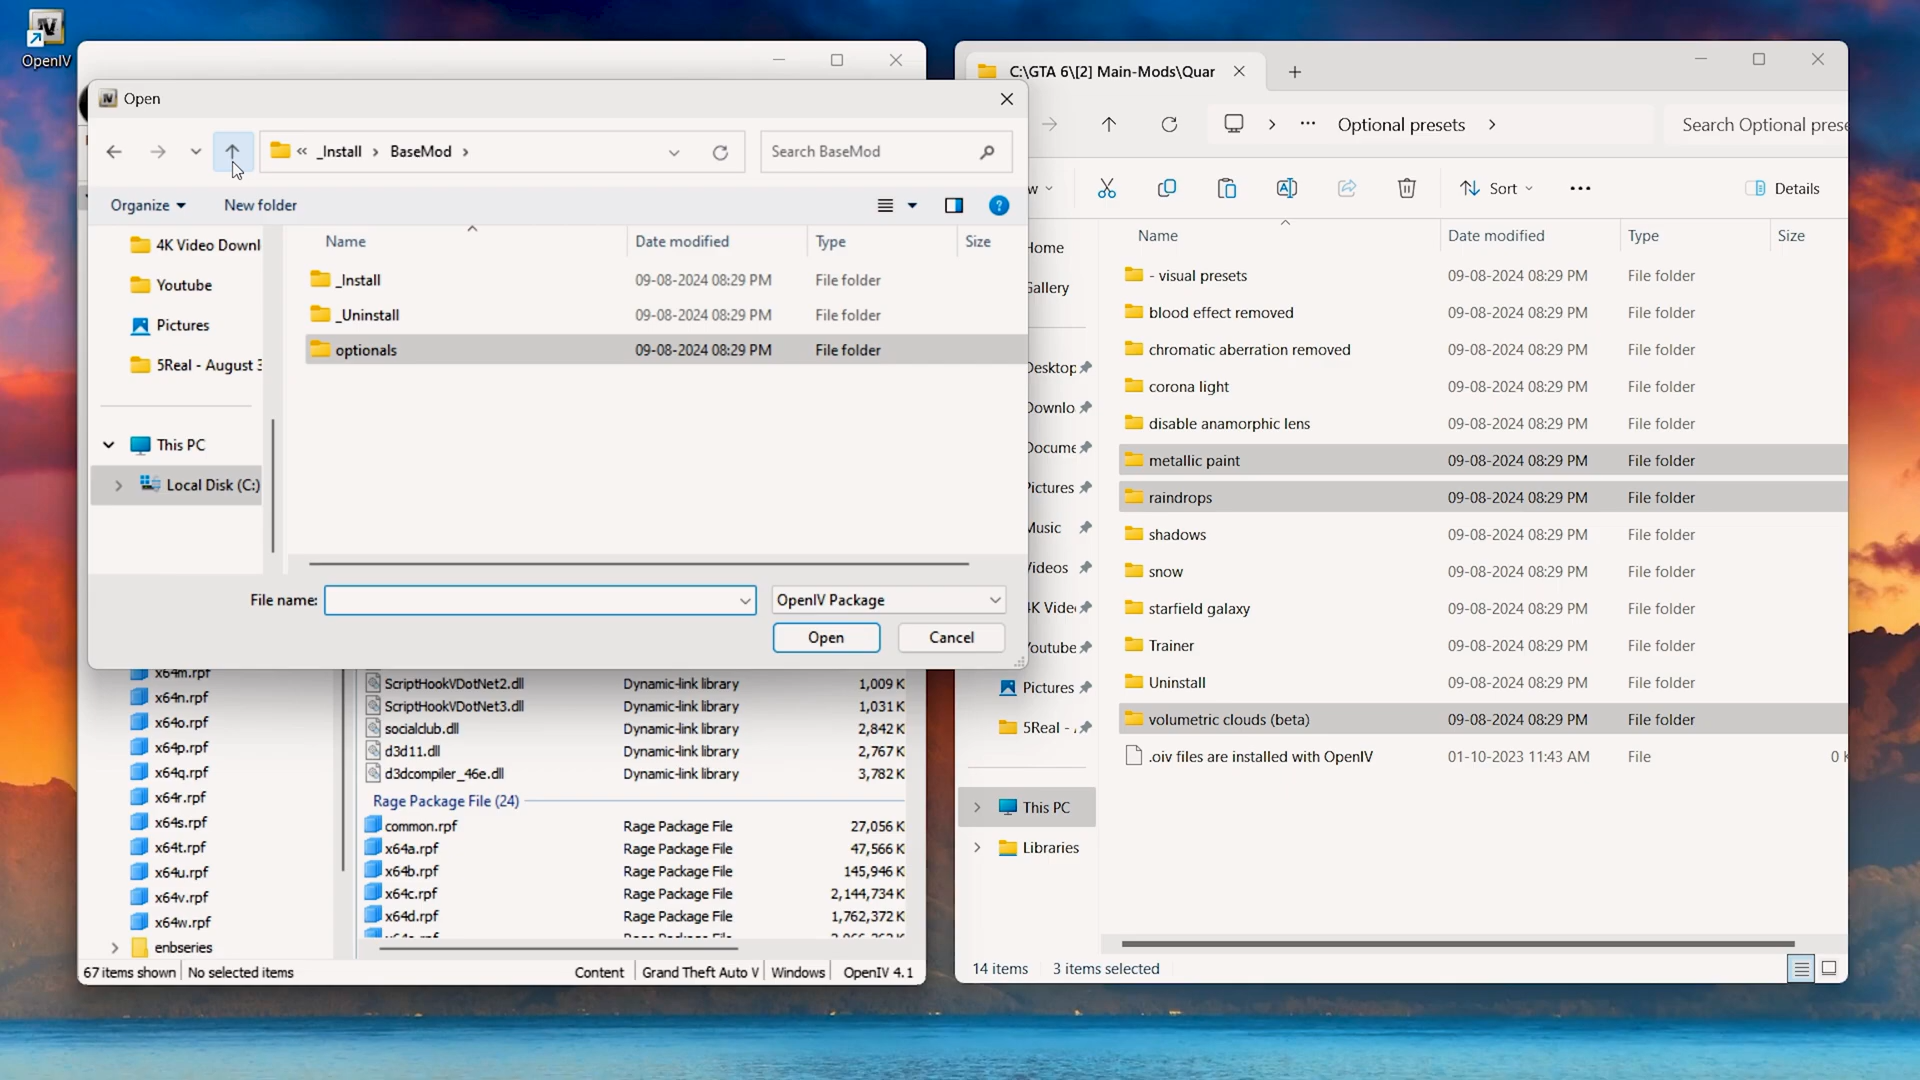 OpenIV
Open
«
_Install
BaseMod
Search BaseMod
Organize
New folder
Name
Date modified
Type
Size
4K Video Downl
Youtube
Pictures
5Real - August 3
This PC
Local Disk (C:)
_Install 09-08-2024 08:29 PM File folder
_Uninstall 09-08-2024 08:29 PM File folder
optionals 09-08-2024 08:29 PM File folder
File name:
OpenIV Package
Open
Cancel
x64m.rpf
x64n.rpf
x64o.rpf
x64p.rpf
x64q.rpf
x64r.rpf
x64s.rpf
x64t.rpf
x64u.rpf
x64v.rpf
x64w.rpf
enbseries
ScriptHookVDotNet2.dll Dynamic-link library 1,009 K
ScriptHookVDotNet3.dll Dynamic-link library 1,031 K
socialclub.dll Dynamic-link library 2,842 K
d3d11.dll Dynamic-link library 2,767 K
d3dcompiler_46e.dll Dynamic-link library 3,782 K
Rage Package File (24)
common.rpf Rage Package File 27,056 K
x64a.rpf Rage Package File 47,566 K
x64b.rpf Rage Package File 145,946 K
x64c.rpf Rage Package File 2,144,734 K
x64d.rpf Rage Package File 1,762,372 K
67 items shown
No selected items
Content
Grand Theft Auto V
Windows
OpenIV 4.1
C:\GTA 6\[2] Main-Mods\Quar
Optional presets
Search Optional prese
w
Sort
Details
Name
Date modified
Type
Size
Home
Gallery
Desktop
Downlo
Docume
Pictures
Music
Videos
4K Vide
Youtube
Pictures
5Real -
This PC
Libraries
- visual presets 09-08-2024 08:29 PM File folder
blood effect removed 09-08-2024 08:29 PM File folder
chromatic aberration removed 09-08-2024 08:29 PM File folder
corona light 09-08-2024 08:29 PM File folder
disable anamorphic lens 09-08-2024 08:29 PM File folder
metallic paint 09-08-2024 08:29 PM File folder
raindrops 09-08-2024 08:29 PM File folder
shadows 09-08-2024 08:29 PM File folder
snow 09-08-2024 08:29 PM File folder
starfield galaxy 09-08-2024 08:29 PM File folder
Trainer 09-08-2024 08:29 PM File folder
Uninstall 09-08-2024 08:29 PM File folder
volumetric clouds (beta) 09-08-2024 08:29 PM File folder
.oiv files are installed with OpenIV 01-10-2023 11:43 AM File 0 K
14 items
3 items selected